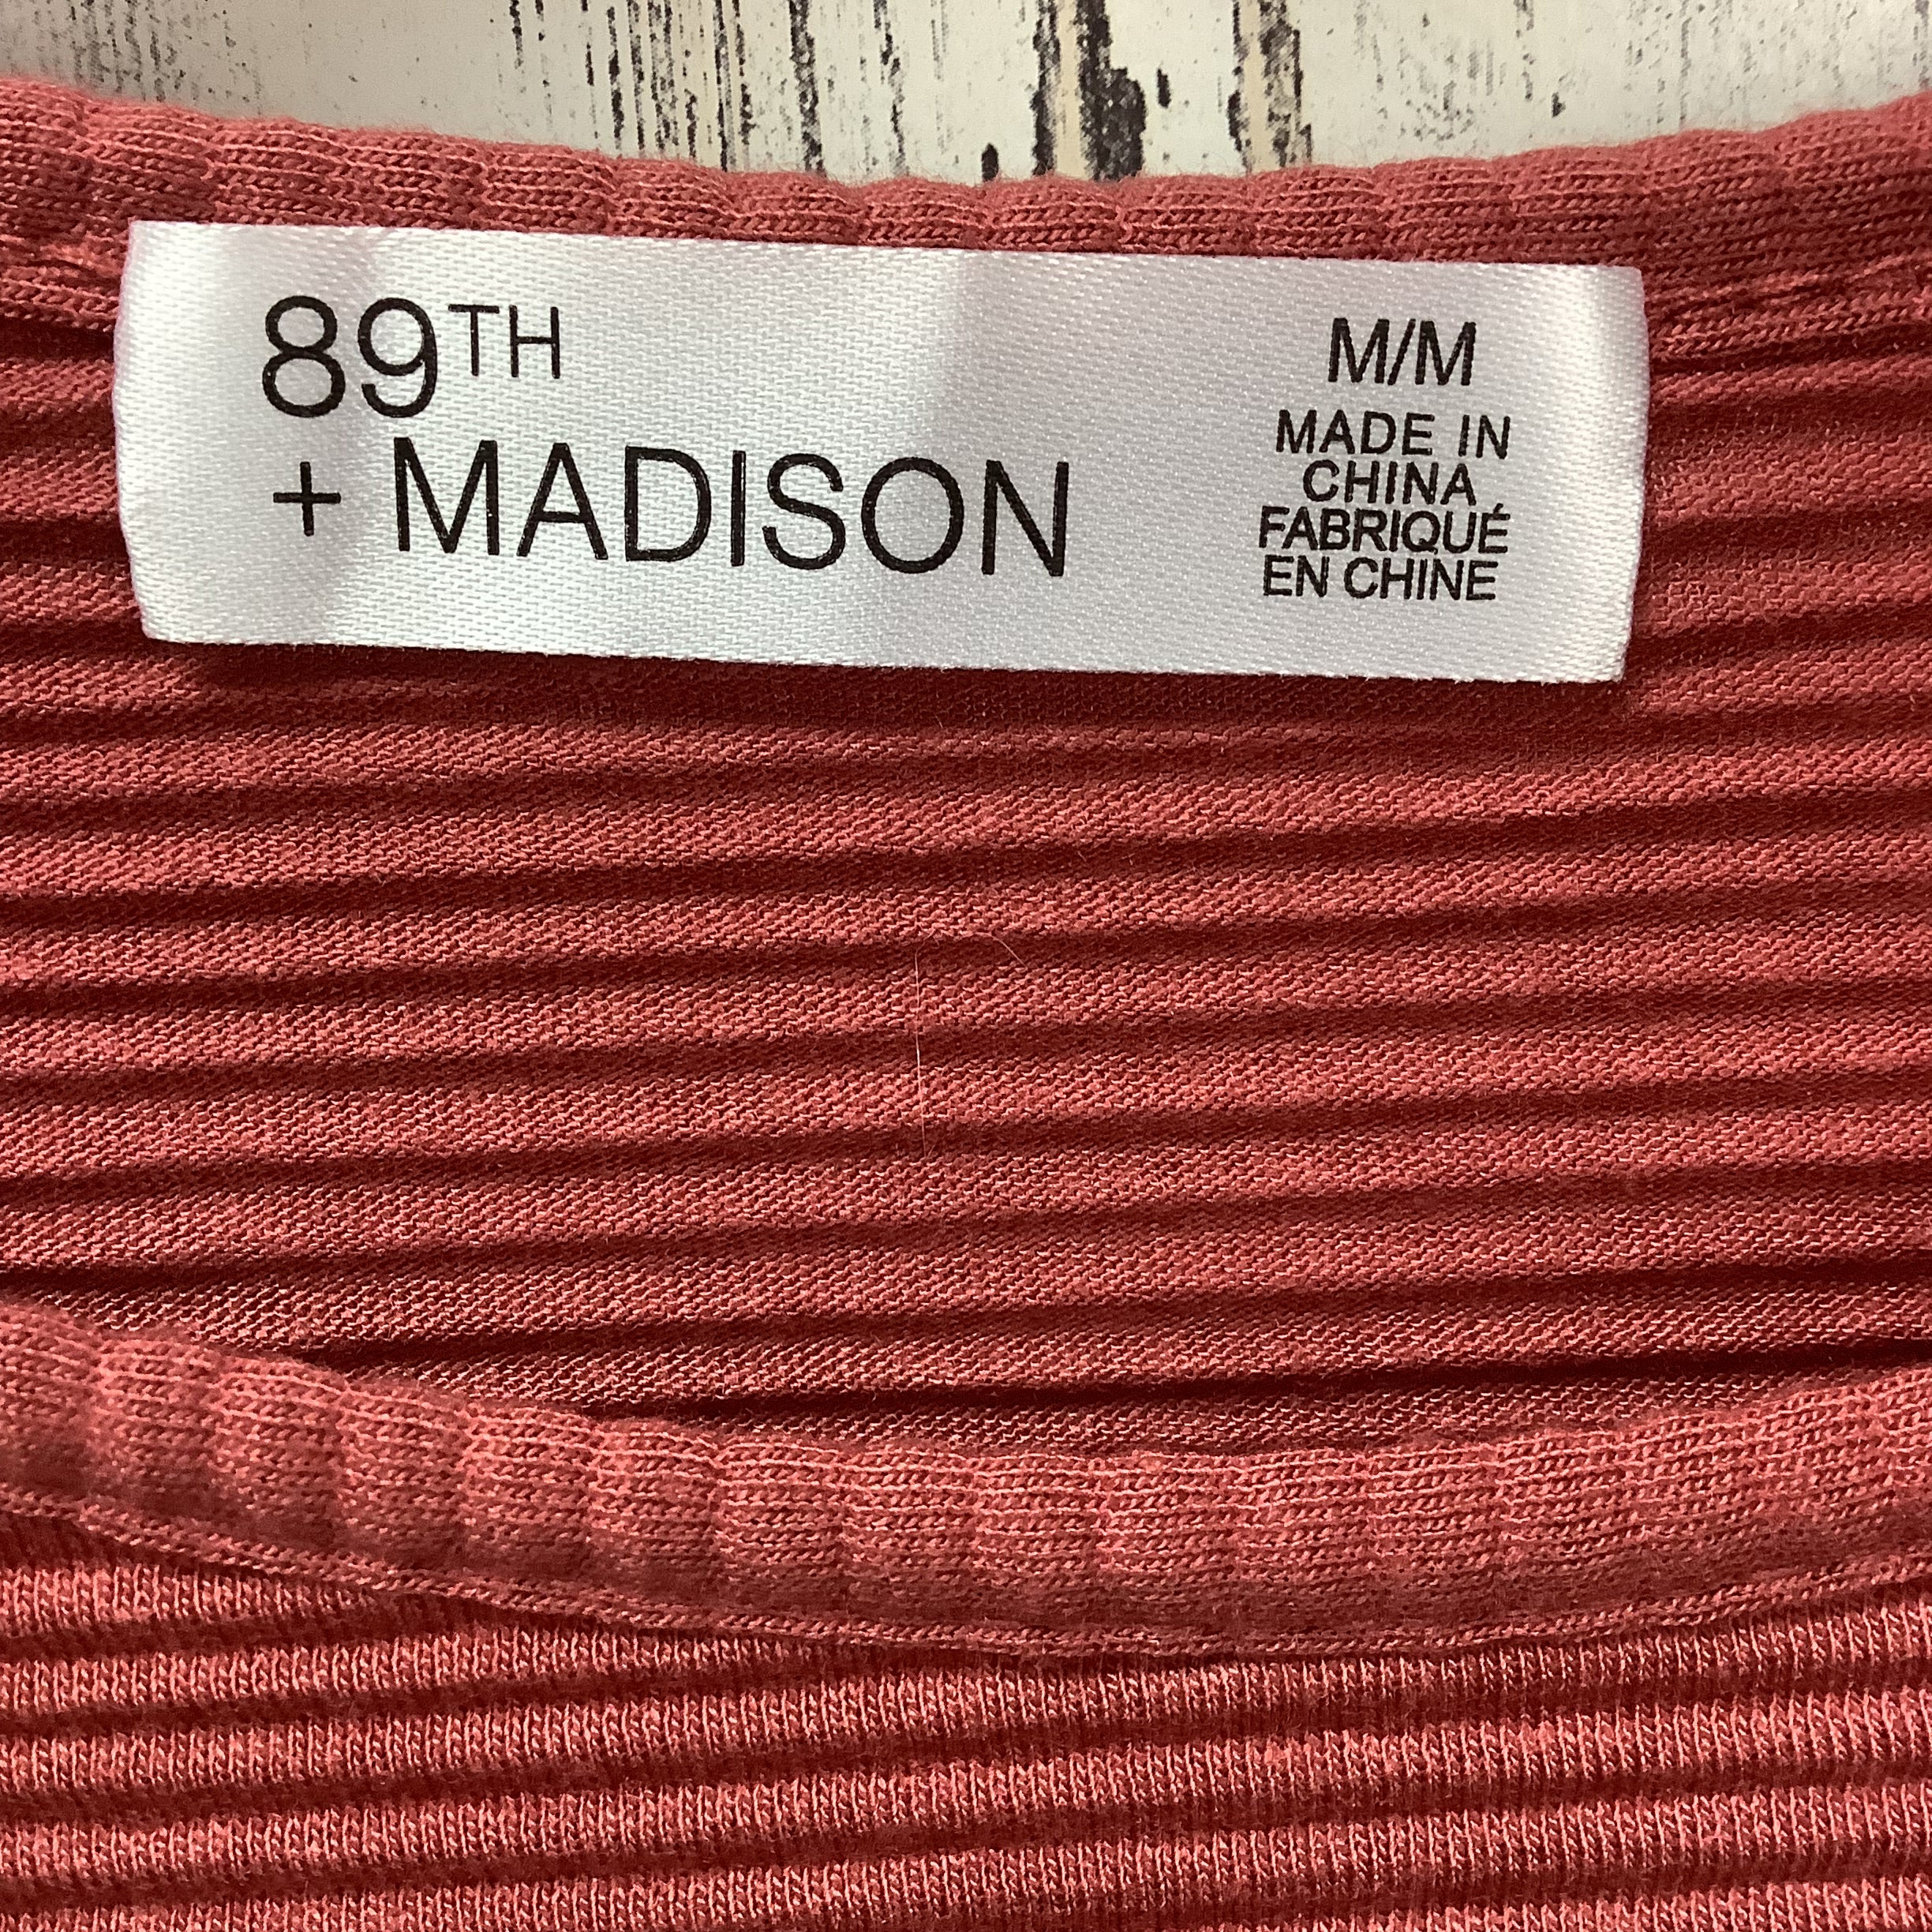 89TH
+ MADISON
M/M
MADE IN
CHINA
FABRIQUÉ
EN CHINE